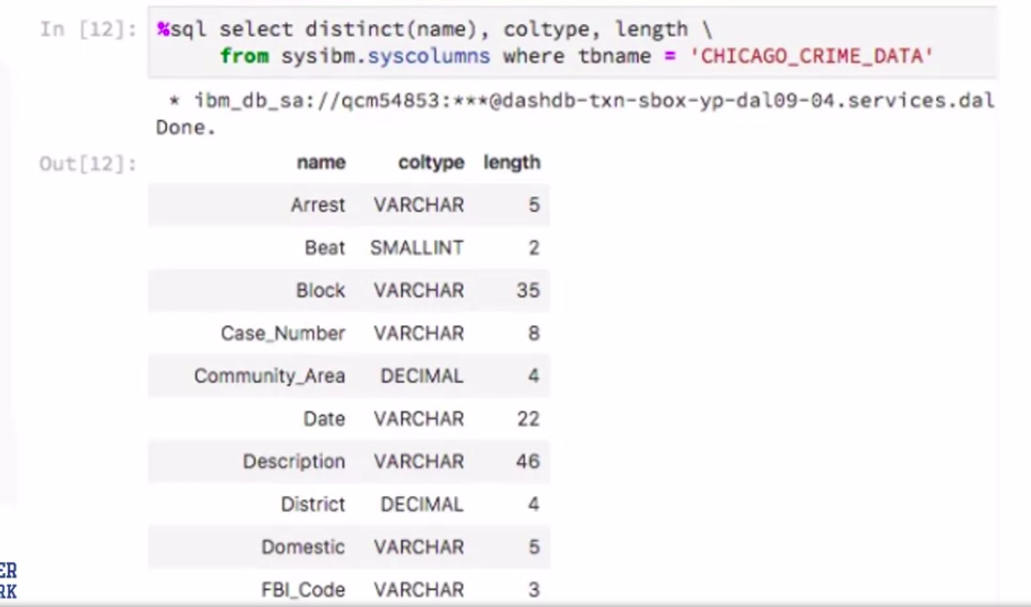 In [12]: %sql select distinct(name), coltype, length \
from sysibm.syscolumns where tbname = 'CHICAGO_CRIME_DATA'
* ibm_db_sa://qcm54853:***@dashdb-txn-sbox-yp-dal09-04.services.dal
Done.
Out[12]:
name coltype length
Arrest VARCHAR 5
Beat SMALLINT 2
Block VARCHAR 35
Case_Number VARCHAR 8
Community_Area DECIMAL 4
Date VARCHAR 22
Description VARCHAR 46
District DECIMAL 4
Domestic VARCHAR 5
FBI_Code VARCHAR 3
ER
RK